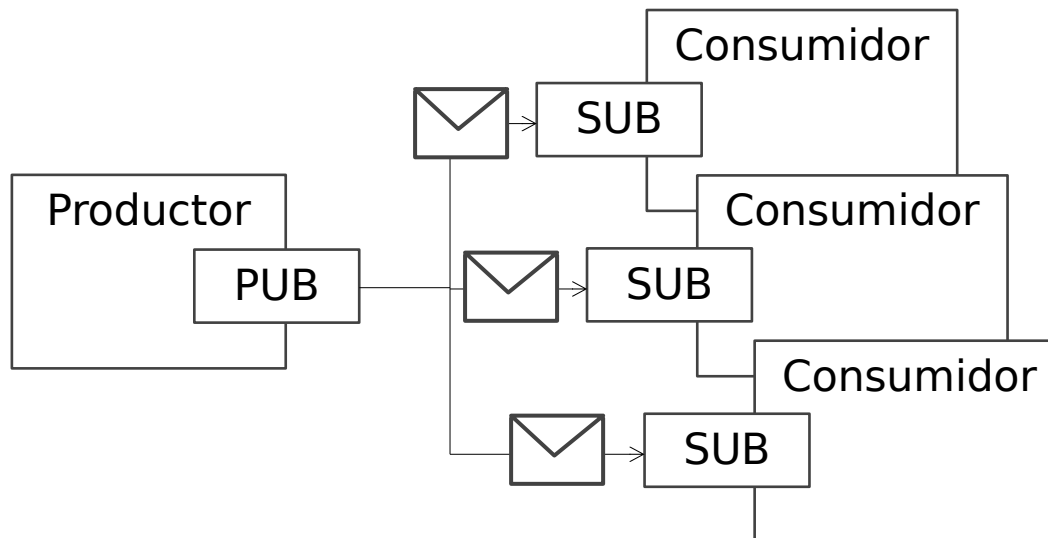 Consumidor
SUB
Productor
PUB
Consumidor
SUB
Consumidor
SUB